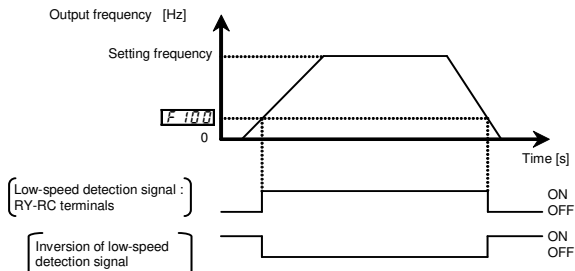 Output frequency [Hz]
Setting frequency
F 100
0
Time [s]
Low-speed detection signal :
RY-RC terminals
ON
OFF
Inversion of low-speed
detection signal
ON
OFF